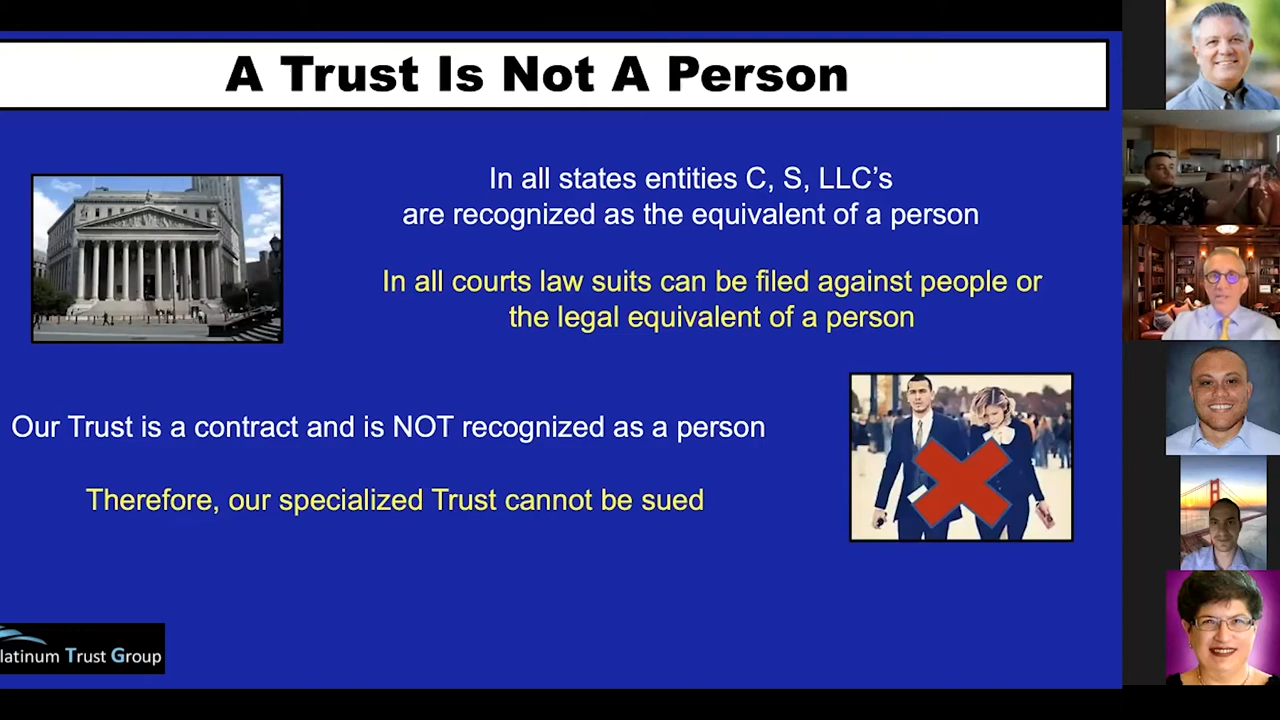 A Trust Is Not A Person
In all states entities C, S, LLC's
are recognized as the equivalent of a person
In all courts law suits can be filed against people or
the legal equivalent of a person
Our Trust is a contract and is NOT recognized as a person
Therefore, our specialized Trust cannot be sued
latinum Trust Group